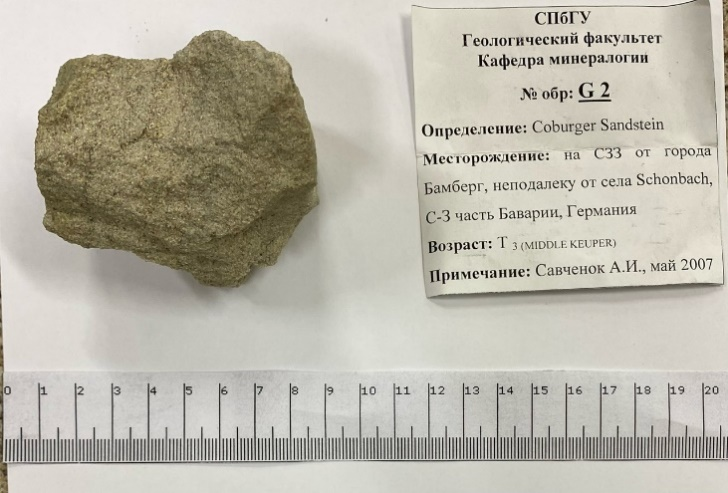 СПбГУ
Геологический факультет
Кафедра минералогии
№ обр: G 2
Определение: Coburger Sandstein
Месторождение: на СЗЗ от города
Бамберг, неподалеку от села Schonbach,
С-З часть Баварии, Германия
Возраст: Т 3 (MIDDLE KEUPER)
Примечание: Савченок А.И., май 2007
0 1 2 3 4 5 6 7 8 9 10 11 12 13 14 15 16 17 18 19 20